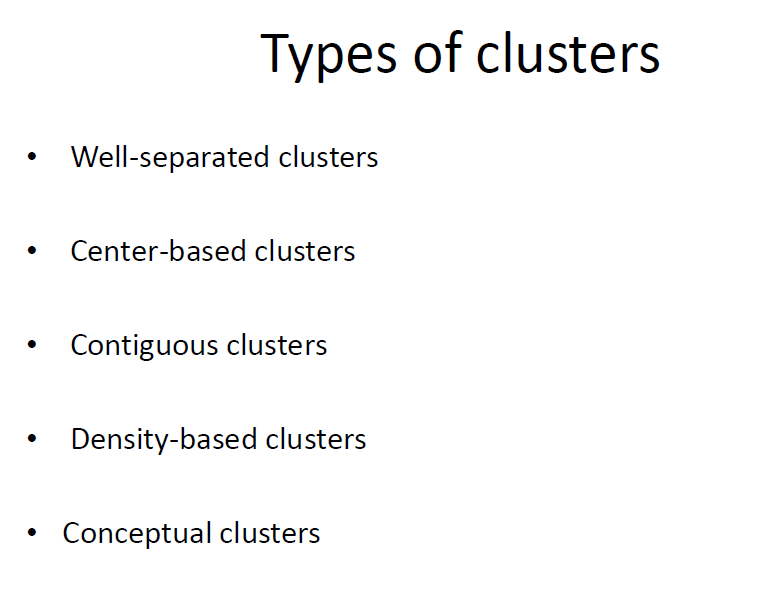 Types of clusters
• Well-separated clusters
• Center-based clusters
• Contiguous clusters
• Density-based clusters
• Conceptual clusters